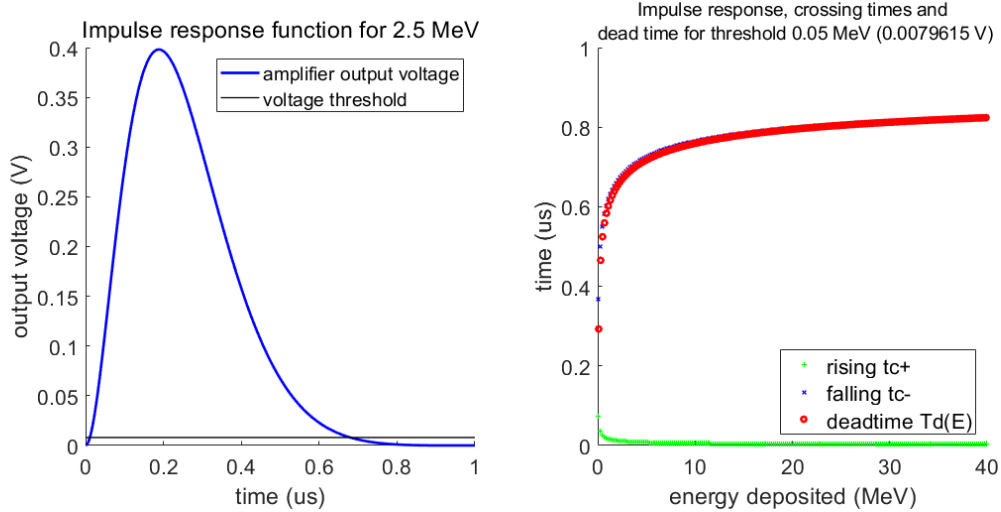 Impulse response function for 2.5 MeV
0.4
0.35
0.3
0.25
0.2
0.15
0.1
0.05
0
output voltage (V)
amplifier output voltage
voltage threshold
0 0.2 0.4 0.6 0.8 1
time (us)
Impulse response, crossing times and
dead time for threshold 0.05 MeV (0.0079615 V)
1
0.8
0.6
0.4
0.2
0
time (us)
rising tc+
falling tc-
deadtime Td(E)
0 10 20 30 40
energy deposited (MeV)